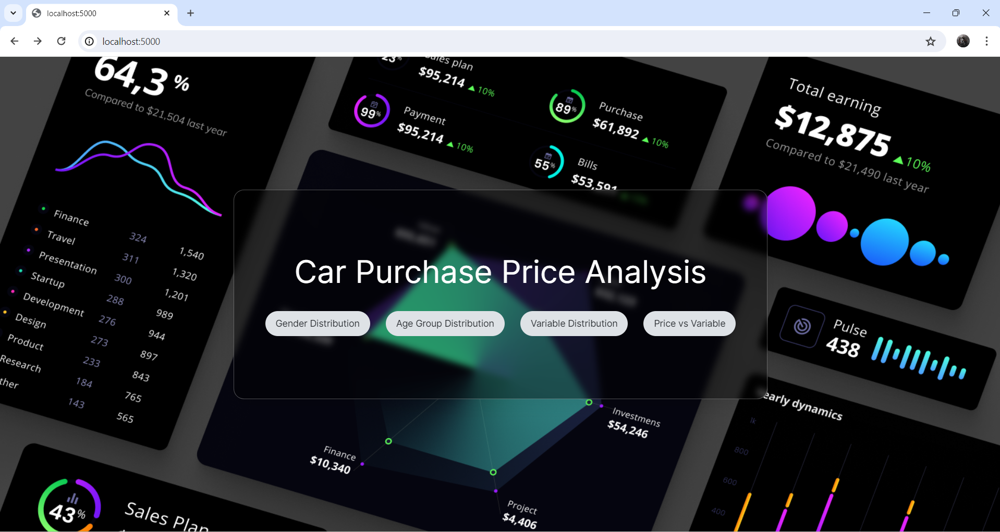 localhost:5000
localhost:5000
64,3 %
Compared to $21,504 last year
Finance 324 1,540
Travel 311 1,320
Presentation 300 1,201
Startup 288 989
Development 276 944
Design 273 897
Product 233 843
Research 184 765
ther 143 565
23%
Sales plan
$95,214 10%
99%
Payment
$95,214 10%
89%
Purchase
$61,892 10%
55%
Bills
$53,591
Total earning
$12,875 10%
Compared to $21,490 last year
Car Purchase Price Analysis
Gender Distribution
Age Group Distribution
Variable Distribution
Price vs Variable
Pulse
438
early dynamics
1k
800
600
400
Investmens
$54,246
Finance
$10,340
Project
$4,406
43%
Sales Plan